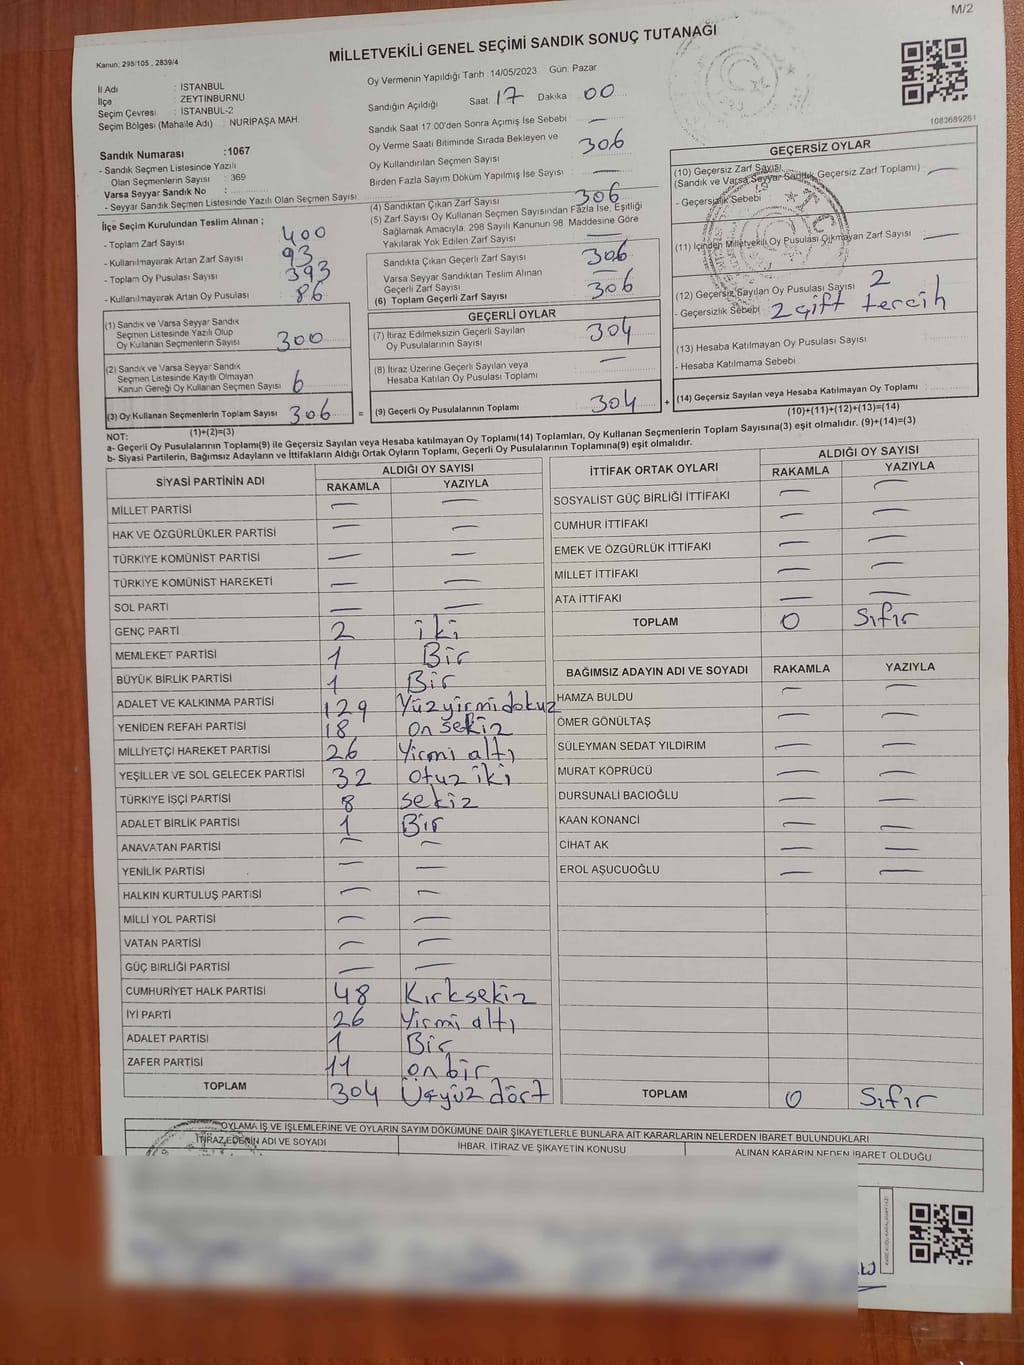 M/2
MİLLETVEKİLİ GENEL SEÇİMİ SANDIK SONUÇ TUTANAĞI
Kanun: 295/105 , 2839/4
İl Adı : İSTANBUL
İlçe : ZEYTİNBURNU
Seçim Çevresi : İSTANBUL-2
Seçim Bölgesi (Mahalle Adı) : NURİPAŞA MAH.
Sandık Numarası :1067
- Sandık Seçmen Listesinde Yazılı
Olan Seçmenlerin Sayısı : 369
Varsa Seyyar Sandık No :
- Seyyar Sandık Seçmen Listesinde Yazılı Olan Seçmen Sayısı:
İlçe Seçim Kurulundan Teslim Alınan ;
- Toplam Zarf Sayısı 400
- Kullanılmayarak Artan Zarf Sayısı 93
- Toplam Oy Pusulası Sayısı 393
- Kullanılmayarak Artan Oy Pusulası 86
(1) Sandık ve Varsa Seyyar Sandık
Seçmen Listesinde Yazılı Olup
Oy Kullanan Seçmenlerin Sayısı 300
(2) Sandık ve Varsa Seyyar Sandık
Seçmen Listesinde Kayıtlı Olmayan
Kanun Gereği Oy Kullanan Seçmen Sayısı 6
(3) Oy Kullanan Seçmenlerin Toplam Sayısı 306 =
(1)+(2)=(3)
Oy Vermenin Yapıldığı Tarih : 14/05/2023 Gün: Pazar
Sandığın Açıldığı Saat 17 Dakika 00
Sandık Saat 17:00'den Sonra Açımış İse Sebebi —
Oy Verme Saati Bitiminde Sırada Bekleyen ve
Oy Kullandırılan Seçmen Sayısı 306
Birden Fazla Sayım Döküm Yapılmış İse Sayısı —
(4) Sandıktan Çıkan Zarf Sayısı 306
(5) Zarf Sayısı Oy Kullanan Seçmen Sayısından Fazla İse, Eşitliği
Sağlamak Amacıyla, 298 Sayılı Kanunun 98. Maddesine Göre
Yakılarak Yok Edilen Zarf Sayısı —
Sandıkta Çıkan Geçerli Zarf Sayısı 306
Varsa Seyyar Sandıktan Teslim Alınan
Geçerli Zarf Sayısı —
(6) Toplam Geçerli Zarf Sayısı 306
GEÇERLİ OYLAR
(7) İtiraz Edilmeksizin Geçerli Sayılan
Oy Pusulalarının Sayısı 304
(8) İtiraz Üzerine Geçerli Sayılan veya
Hesaba Katılan Oy Pusulası Toplamı —
(9) Geçerli Oy Pusulalarının Toplamı 304 +
1083689261
GEÇERSİZ OYLAR
(10) Geçersiz Zarf Sayısı
(Sandık ve Varsa Seyyar Sandık Geçersiz Zarf Toplamı) —
- Geçersizlik Sebebi
(11) İçinden Milletvekili Oy Pusulası Çıkmayan Zarf Sayısı —
(12) Geçersiz Sayılan Oy Pusulası Sayısı 2
- Geçersizlik Sebebi 2 çift tercih
(13) Hesaba Katılmayan Oy Pusulası Sayısı
- Hesaba Katılmama Sebebi :
(14) Geçersiz Sayılan veya Hesaba Katılmayan Oy Toplamı :
(10)+(11)+(12)+(13)=(14)
NOT:
a- Geçerli Oy Pusulalarının Toplamı(9) ile Geçersiz Sayılan veya Hesaba katılmayan Oy Toplamı(14) Toplamları, Oy Kullanan Seçmenlerin Toplam Sayısına(3) eşit olmalıdır. (9)+(14)=(3)
b- Siyasi Partilerin, Bağımsız Adayların ve İttifakların Aldığı Ortak Oyların Toplamı, Geçerli Oy Pusulalarının Toplamına(9) eşit olmalıdır.
SİYASİ PARTİNİN ADI ALDIĞI OY SAYISI
RAKAMLA YAZIYLA
MİLLET PARTİSİ — —
HAK VE ÖZGÜRLÜKLER PARTİSİ — —
TÜRKİYE KOMÜNİST PARTİSİ — —
TÜRKİYE KOMÜNİST HAREKETİ — —
SOL PARTİ — —
GENÇ PARTİ 2 iki
MEMLEKET PARTİSİ 1 Bir
BÜYÜK BİRLİK PARTİSİ 1 Bir
ADALET VE KALKINMA PARTİSİ 129 Yüzyirmidokuz
YENİDEN REFAH PARTİSİ 18 on sekiz
MİLLİYETÇİ HAREKET PARTİSİ 26 Yirmi altı
YEŞİLLER VE SOL GELECEK PARTİSİ 32 otuz iki
TÜRKİYE İŞÇİ PARTİSİ 8 sekiz
ADALET BİRLİK PARTİSİ 1 Bir
ANAVATAN PARTİSİ — —
YENİLİK PARTİSİ — —
HALKIN KURTULUŞ PARTİSİ — —
MİLLİ YOL PARTİSİ — —
VATAN PARTİSİ — —
GÜÇ BİRLİĞİ PARTİSİ — —
CUMHURİYET HALK PARTİSİ 48 Kırksekiz
İYİ PARTİ 26 Yirmi altı
ADALET PARTİSİ 1 Bir
ZAFER PARTİSİ 11 onbir
TOPLAM 304 Üçyüz dört
İTTİFAK ORTAK OYLARI ALDIĞI OY SAYISI
RAKAMLA YAZIYLA
SOSYALİST GÜÇ BİRLİĞİ İTTİFAKI — —
CUMHUR İTTİFAKI — —
EMEK VE ÖZGÜRLÜK İTTİFAKI — —
MİLLET İTTİFAKI — —
ATA İTTİFAKI — —
TOPLAM 0 Sıfır
BAĞIMSIZ ADAYIN ADI VE SOYADI RAKAMLA YAZIYLA
HAMZA BULDU — —
ÖMER GÖNÜLTAŞ — —
SÜLEYMAN SEDAT YILDIRIM — —
MURAT KÖPRÜCÜ — —
DURSUNALİ BACIOĞLU — —
KAAN KONANCİ — —
CİHAT AK — —
EROL AŞUCUOĞLU — —
TOPLAM 0 Sıfır
OYLAMA İŞ VE İŞLEMLERİNE VE OYLARIN SAYIM DÖKÜMÜNE DAİR ŞİKAYETLERLE BUNLARA AİT KARARLARIN NELERDEN İBARET BULUNDUKLARI
İTİRAZ EDENİN ADI VE SOYADI İHBAR, İTİRAZ VE ŞİKAYETİN KONUSU ALINAN KARARIN NEDEN İBARET OLDUĞU